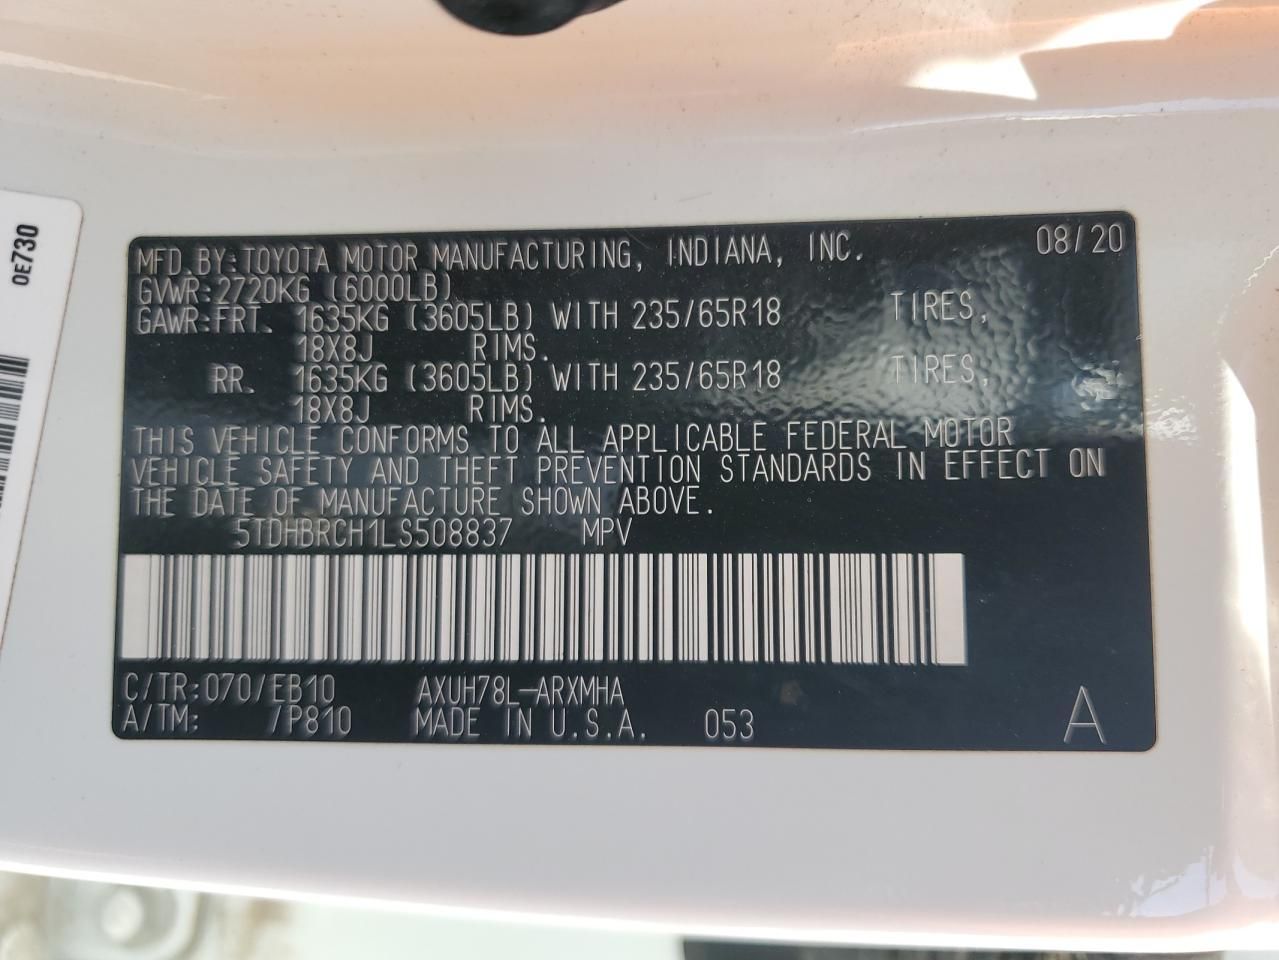 MFD.BY:TOYOTA MOTOR MANUFACTURING, INDIANA, INC. 08/20
GVWR:2720KG (6000LB)
GAWR:FRT. 1635KG (3605LB) WITH 235/65R18 TIRES,
18X8J RIMS.
RR. 1635KG (3605LB) WITH 235/65R18 TIRES,
18X8J RIMS.
THIS VEHICLE CONFORMS TO ALL APPLICABLE FEDERAL MOTOR
VEHICLE SAFETY AND THEFT PREVENTION STANDARDS IN EFFECT ON
THE DATE OF MANUFACTURE SHOWN ABOVE.
5TDHBRCH1LS508837 MPV
C/TR:070/EB10 AXUH78L-ARXMHA
A/TM: /P810 MADE IN U.S.A. 053 A
0E730